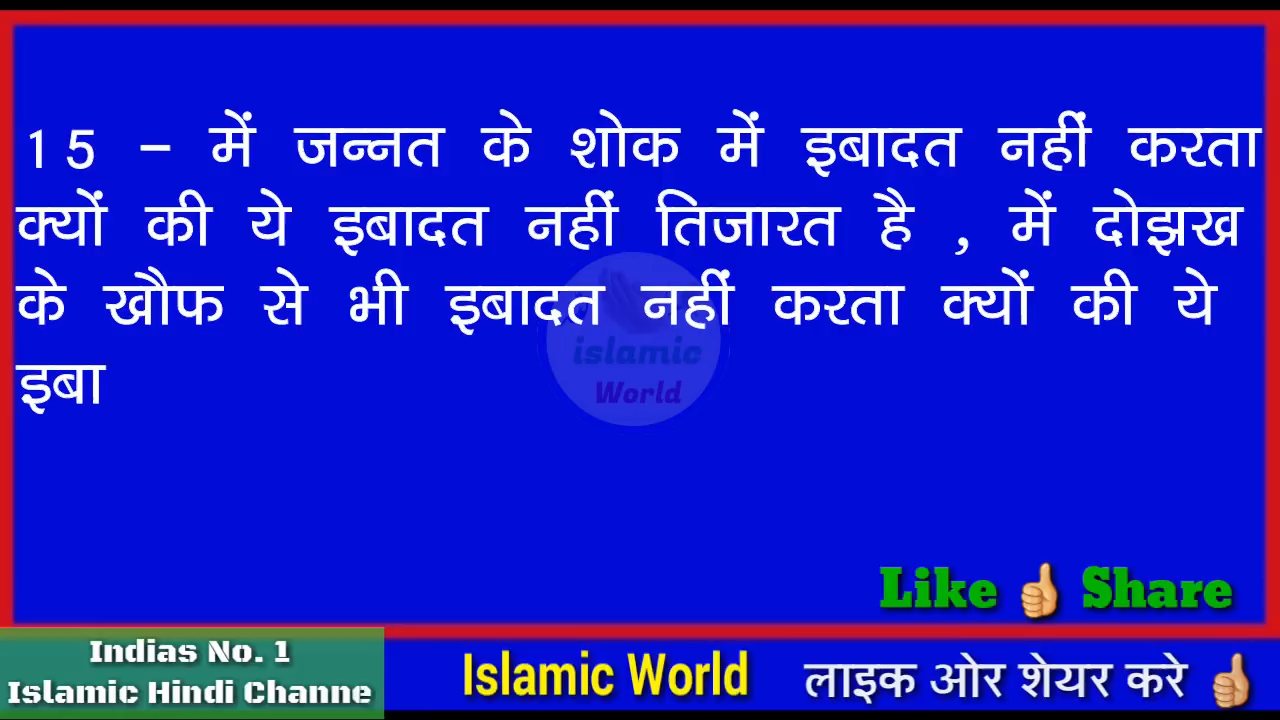 15 – में जन्नत के शोक में इबादत नहीं करता
क्यों की ये इबादत नहीं तिजारत है , में दोझख
के खौफ से भी इबादत नहीं करता क्यों की ये
इबा
islamic
World
Like 👍 Share
Indias No. 1
Islamic Hindi Channe
Islamic World
लाइक ओर शेयर करे 👍